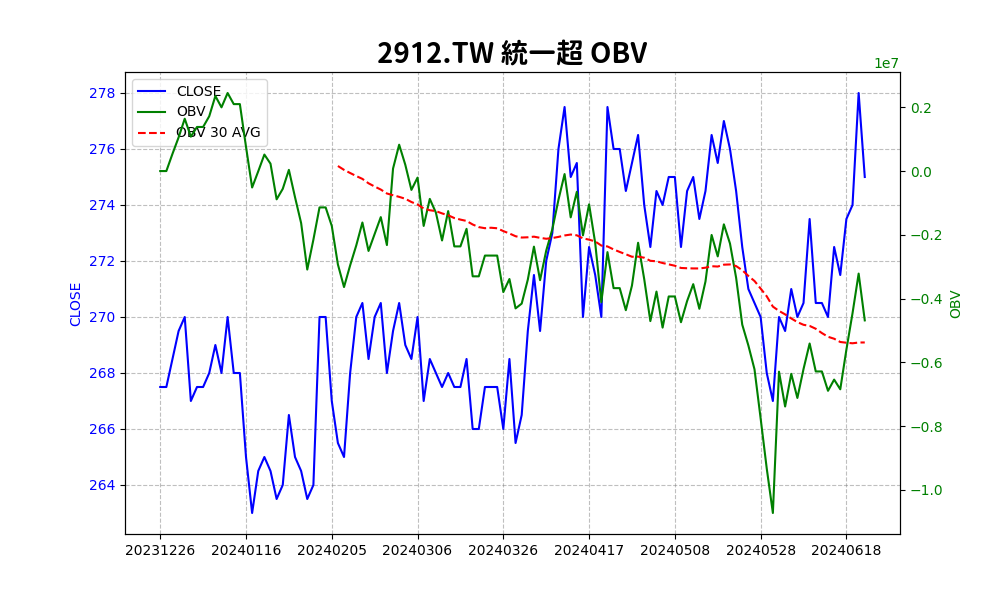 2912.TW 統一超 OBV
1e7
CLOSE
OBV
OBV 30 AVG
278
276
274
272
270
268
266
264
CLOSE
0.2
0.0
−0.2
−0.4
−0.6
−0.8
−1.0
OBV
20231226 20240116 20240205 20240306 20240326 20240417 20240508 20240528 20240618